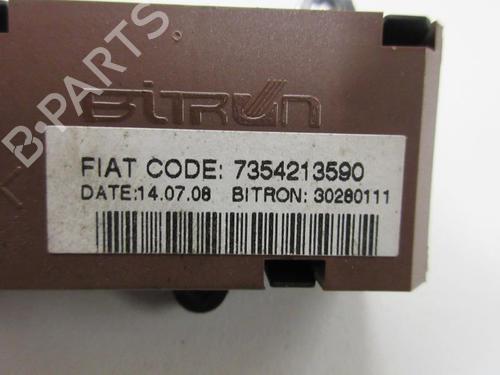 BITRON
FIAT CODE: 7354213590
DATE:14.07.08 BITRON: 30280111
B-PARTS